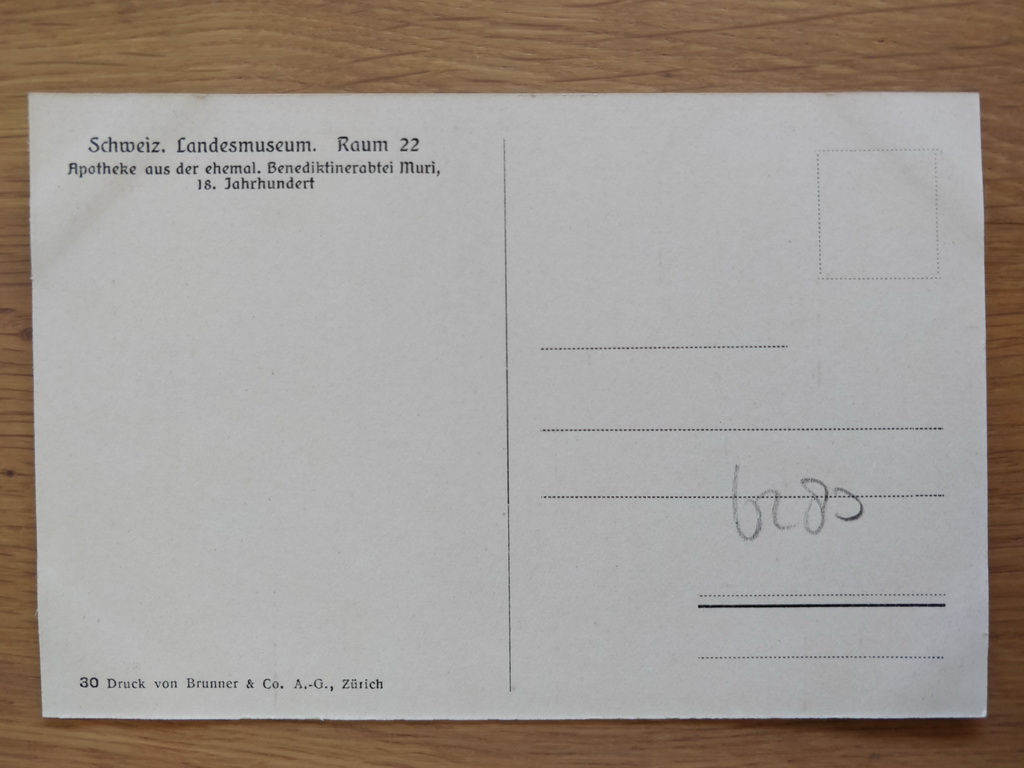 Schweiz. Landesmuseum. Raum 22
Apotheke aus der ehemal. Benediktinerabtei Muri,
18. Jahrhundert
6280
30 Druck von Brunner & Co. A.-G., Zürich